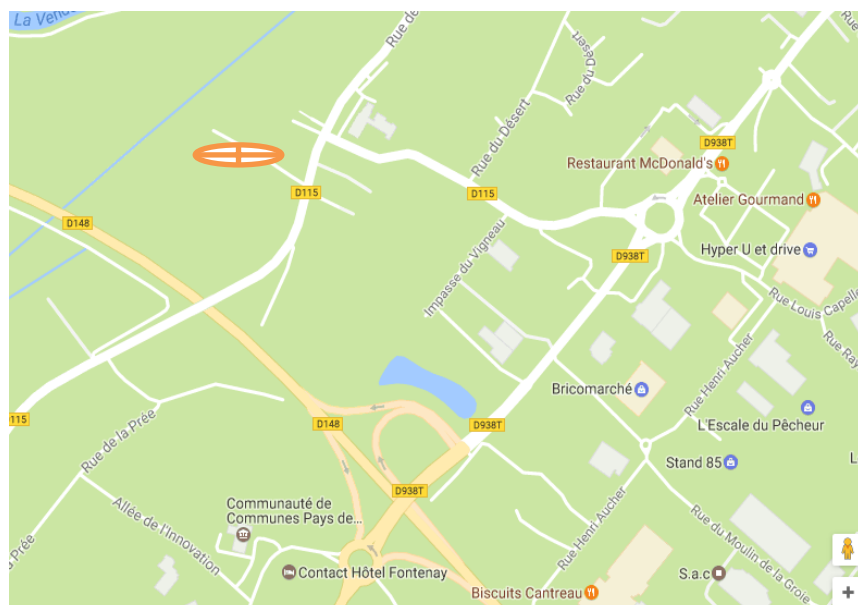 La Vend
Rue de
Rue du Désert
Rue du Désert
D938T
Restaurant McDonald's
D115
D115
Atelier Gourmand
D148
Impasse du Vigneau
D938T
Hyper U et drive
Rue Louis Capelle
Rue Ray
Rue Henri Aucher
Bricomarché
D115
D148
D938T
L'Escale du Pêcheur
Rue de la Prée
Stand 85
L
D938T
Allée de l'Innovation
Communauté de
Communes Pays de...
Rue Henri Aucher
Rue du Moulin de la Groie
Prée
Contact Hôtel Fontenay
S.a.c
Biscuits Cantreau
+